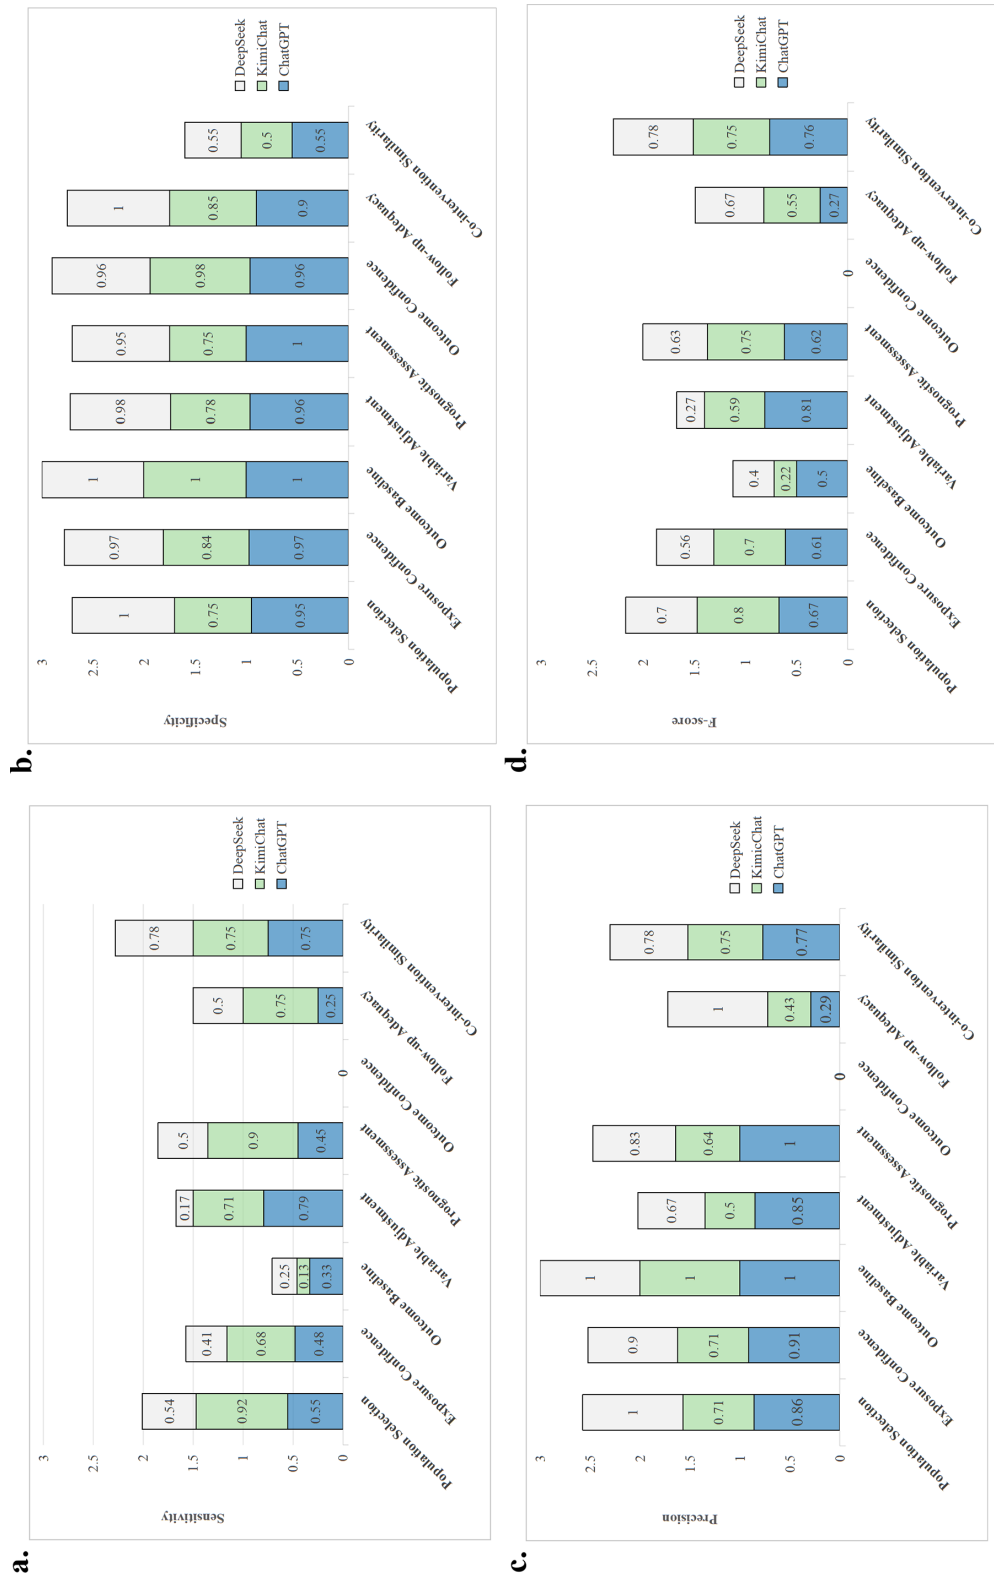 a.
Sensitivity
3
2.5
2
1.5
1
0.5
0
0.54
0.92
0.55
0.41
0.68
0.48
0.25
0.13
0.33
0.17
0.71
0.79
0.5
0.9
0.45
0
0.5
0.75
0.25
0.78
0.75
0.75
Population Selection
Exposure Confidence
Outcome Baseline
Variable Adjustment
Prognostic Assessment
Outcome Confidence
Follow-up Adequacy
Co-intervention Similarity
DeepSeek
KimiChat
ChatGPT
b.
Specificity
3
2.5
2
1.5
1
0.5
0
1
0.75
0.95
0.97
0.84
0.97
1
1
1
0.98
0.78
0.96
0.95
0.75
1
0.96
0.98
0.96
1
0.85
0.9
0.55
0.5
0.55
Population Selection
Exposure Confidence
Outcome Baseline
Variable Adjustment
Prognostic Assessment
Outcome Confidence
Follow-up Adequacy
Co-intervention Similarity
DeepSeek
KimiChat
ChatGPT
c.
Precision
3
2.5
2
1.5
1
0.5
0
1
0.71
0.86
0.9
0.71
0.91
1
1
1
0.67
0.5
0.85
0.83
0.64
1
0
1
0.43
0.29
0.78
0.75
0.77
Population Selection
Exposure Confidence
Outcome Baseline
Variable Adjustment
Prognostic Assessment
Outcome Confidence
Follow-up Adequacy
Co-intervention Similarity
DeepSeek
KimicChat
ChatGPT
d.
F-score
3
2.5
2
1.5
1
0.5
0
0.7
0.8
0.67
0.56
0.7
0.61
0.4
0.22
0.5
0.27
0.59
0.81
0.63
0.75
0.62
0
0.67
0.55
0.27
0.78
0.75
0.76
Population Selection
Exposure Confidence
Outcome Baseline
Variable Adjustment
Prognostic Assessment
Outcome Confidence
Follow-up Adequacy
Co-intervention Similarity
DeepSeek
KimiChat
ChatGPT